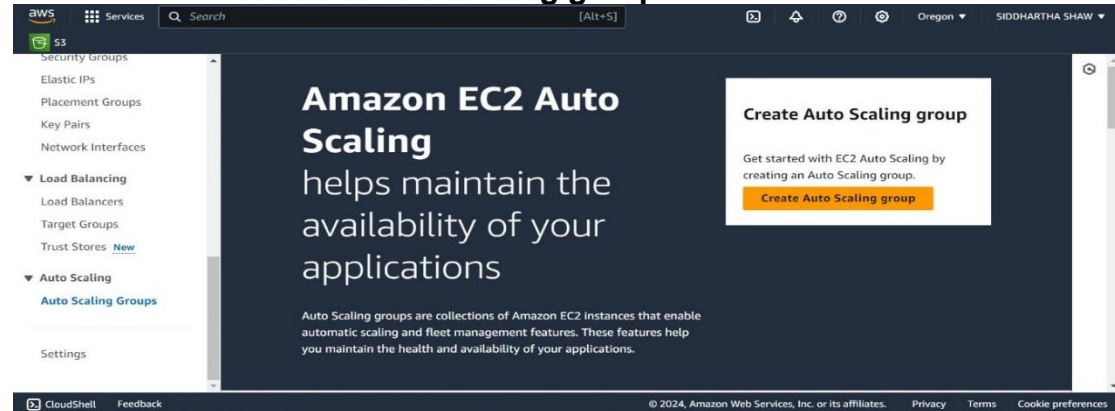 aws Services Search [Alt+S] Oregon SIDDHARTHA SHAW
S3
Security Groups
Elastic IPs
Placement Groups
Key Pairs
Network Interfaces
Load Balancing
Load Balancers
Target Groups
Trust Stores New
Auto Scaling
Auto Scaling Groups
Settings
Amazon EC2 Auto
Scaling
helps maintain the
availability of your
applications
Auto Scaling groups are collections of Amazon EC2 instances that enable
automatic scaling and fleet management features. These features help
you maintain the health and availability of your applications.
Create Auto Scaling group
Get started with EC2 Auto Scaling by
creating an Auto Scaling group.
Create Auto Scaling group
CloudShell Feedback © 2024, Amazon Web Services, Inc. or its affiliates. Privacy Terms Cookie preferences